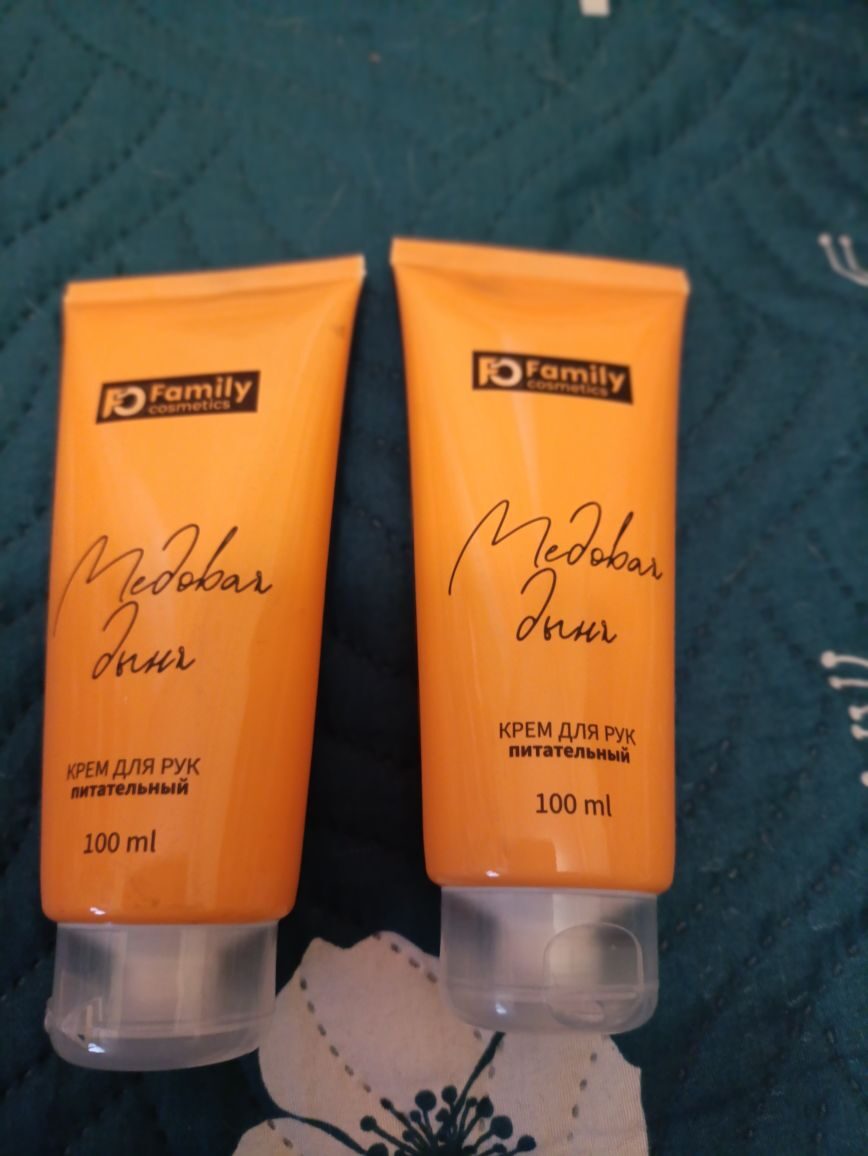 FC Family
cosmetics
Медовая
дыня
КРЕМ ДЛЯ РУК
питательный
100 ml
FC Family
cosmetics
Медовая
дыня
КРЕМ ДЛЯ РУК
питательный
100 ml